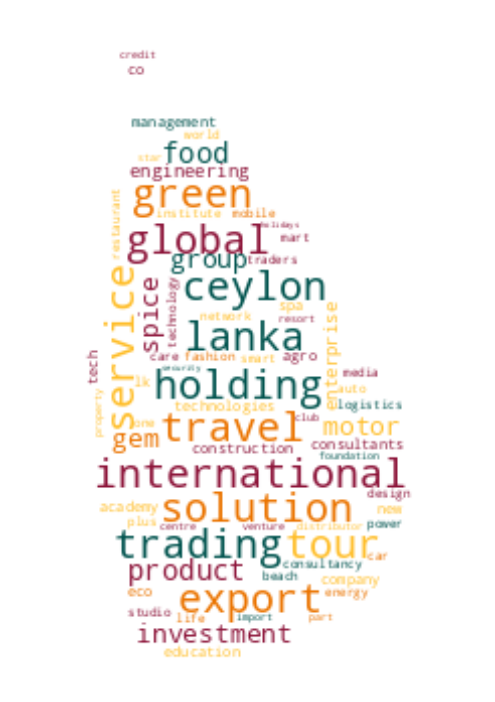 credit
co
management
world
star food
engineering
restaurant green
institute mobile
holidays
global mart
group traders
service spice technology ceylon
spa
network resort
enterprise
lanka
tech care fashion smart agro
security media
lk holding auto
property technologies logistics
one travel club motor
gem construction consultants
foundation
international
design
academy solution new
plus centre venture distributor power
trading tour car
product consultancy
beach company
eco export energy
studio life import part
investment
education